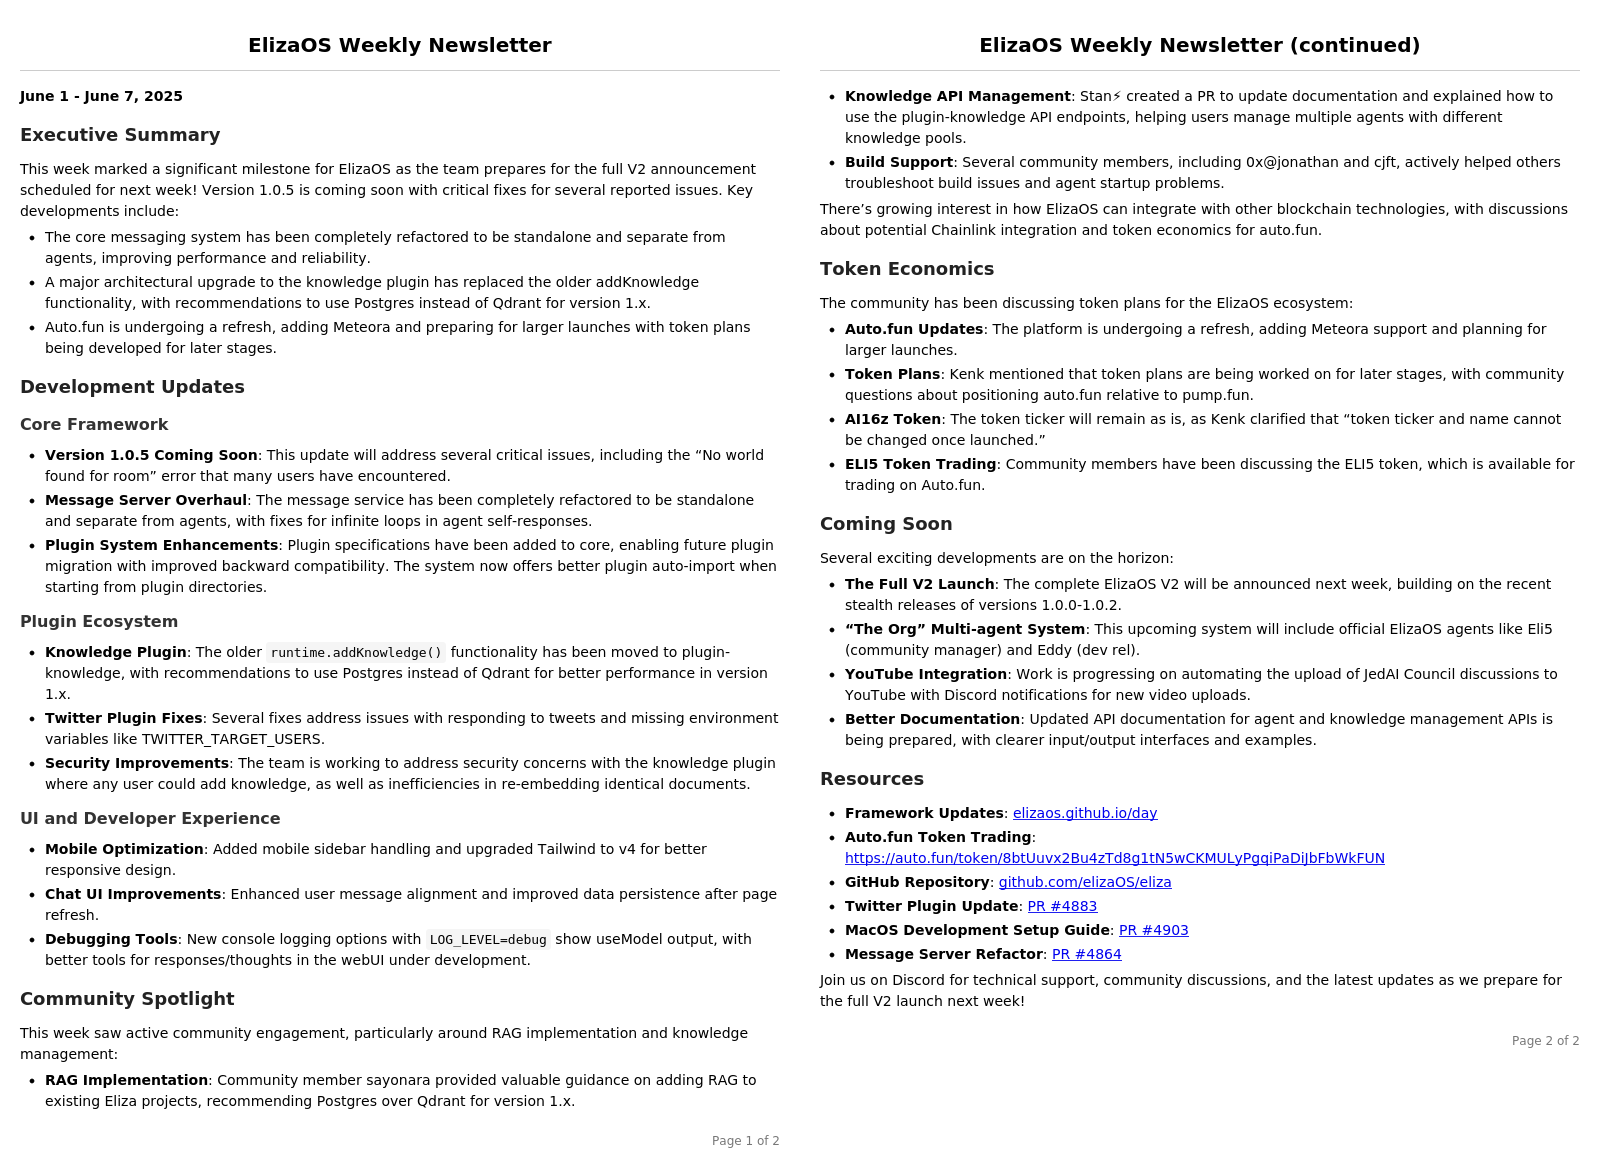 ElizaOS Weekly Newsletter
June 1 - June 7, 2025
Executive Summary
This week marked a significant milestone for ElizaOS as the team prepares for the full V2 announcement
scheduled for next week! Version 1.0.5 is coming soon with critical fixes for several reported issues. Key
developments include:
• The core messaging system has been completely refactored to be standalone and separate from
agents, improving performance and reliability.
• A major architectural upgrade to the knowledge plugin has replaced the older addKnowledge
functionality, with recommendations to use Postgres instead of Qdrant for version 1.x.
• Auto.fun is undergoing a refresh, adding Meteora and preparing for larger launches with token plans
being developed for later stages.
Development Updates
Core Framework
• Version 1.0.5 Coming Soon: This update will address several critical issues, including the “No world
found for room” error that many users have encountered.
• Message Server Overhaul: The message service has been completely refactored to be standalone
and separate from agents, with fixes for infinite loops in agent self-responses.
• Plugin System Enhancements: Plugin specifications have been added to core, enabling future plugin
migration with improved backward compatibility. The system now offers better plugin auto-import when
starting from plugin directories.
Plugin Ecosystem
• Knowledge Plugin: The older runtime.addKnowledge() functionality has been moved to plugin-
knowledge, with recommendations to use Postgres instead of Qdrant for better performance in version
1.x.
• Twitter Plugin Fixes: Several fixes address issues with responding to tweets and missing environment
variables like TWITTER_TARGET_USERS.
• Security Improvements: The team is working to address security concerns with the knowledge plugin
where any user could add knowledge, as well as inefficiencies in re-embedding identical documents.
UI and Developer Experience
• Mobile Optimization: Added mobile sidebar handling and upgraded Tailwind to v4 for better
responsive design.
• Chat UI Improvements: Enhanced user message alignment and improved data persistence after page
refresh.
• Debugging Tools: New console logging options with LOG_LEVEL=debug show useModel output, with
better tools for responses/thoughts in the webUI under development.
Community Spotlight
This week saw active community engagement, particularly around RAG implementation and knowledge
management:
• RAG Implementation: Community member sayonara provided valuable guidance on adding RAG to
existing Eliza projects, recommending Postgres over Qdrant for version 1.x.
Page 1 of 2
ElizaOS Weekly Newsletter (continued)
• Knowledge API Management: Stan⚡ created a PR to update documentation and explained how to
use the plugin-knowledge API endpoints, helping users manage multiple agents with different
knowledge pools.
• Build Support: Several community members, including 0x@jonathan and cjft, actively helped others
troubleshoot build issues and agent startup problems.
There’s growing interest in how ElizaOS can integrate with other blockchain technologies, with discussions
about potential Chainlink integration and token economics for auto.fun.
Token Economics
The community has been discussing token plans for the ElizaOS ecosystem:
• Auto.fun Updates: The platform is undergoing a refresh, adding Meteora support and planning for
larger launches.
• Token Plans: Kenk mentioned that token plans are being worked on for later stages, with community
questions about positioning auto.fun relative to pump.fun.
• AI16z Token: The token ticker will remain as is, as Kenk clarified that “token ticker and name cannot
be changed once launched.”
• ELI5 Token Trading: Community members have been discussing the ELI5 token, which is available for
trading on Auto.fun.
Coming Soon
Several exciting developments are on the horizon:
• The Full V2 Launch: The complete ElizaOS V2 will be announced next week, building on the recent
stealth releases of versions 1.0.0-1.0.2.
• “The Org” Multi-agent System: This upcoming system will include official ElizaOS agents like Eli5
(community manager) and Eddy (dev rel).
• YouTube Integration: Work is progressing on automating the upload of JedAI Council discussions to
YouTube with Discord notifications for new video uploads.
• Better Documentation: Updated API documentation for agent and knowledge management APIs is
being prepared, with clearer input/output interfaces and examples.
Resources
• Framework Updates: elizaos.github.io/day
• Auto.fun Token Trading:
https://auto.fun/token/8btUuvx2Bu4zTd8g1tN5wCKMULyPgqiPaDiJbFbWkFUN
• GitHub Repository: github.com/elizaOS/eliza
• Twitter Plugin Update: PR #4883
• MacOS Development Setup Guide: PR #4903
• Message Server Refactor: PR #4864
Join us on Discord for technical support, community discussions, and the latest updates as we prepare for
the full V2 launch next week!
Page 2 of 2